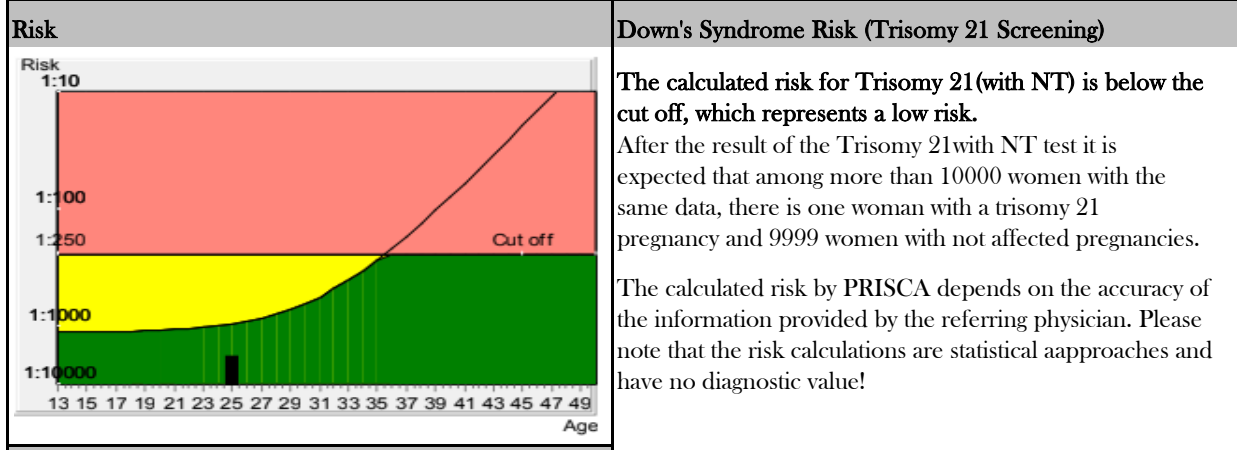 Risk
Down's Syndrome Risk (Trisomy 21 Screening)
Risk
1:10
1:100
1:250
Cut off
1:1000
1:10000
13 15 17 19 21 23 25 27 29 31 33 35 37 39 41 43 45 47 49
Age
The calculated risk for Trisomy 21(with NT) is below the
cut off, which represents a low risk.
After the result of the Trisomy 21with NT test it is
expected that among more than 10000 women with the
same data, there is one woman with a trisomy 21
pregnancy and 9999 women with not affected pregnancies.
The calculated risk by PRISCA depends on the accuracy of
the information provided by the referring physician. Please
note that the risk calculations are statistical aapproaches and
have no diagnostic value!